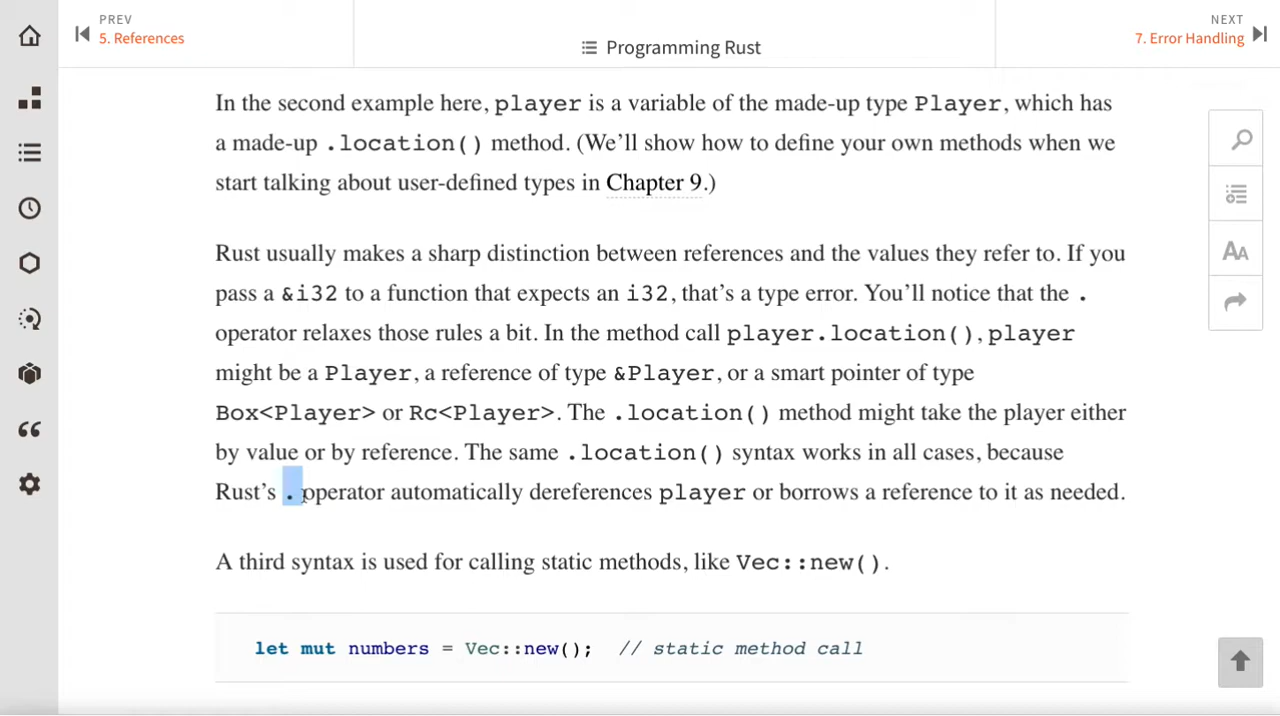 PREV
5. References
Programming Rust
NEXT
7. Error Handling
In the second example here, player is a variable of the made-up type Player, which has
a made-up .location() method. (We’ll show how to define your own methods when we
start talking about user-defined types in Chapter 9.)
Rust usually makes a sharp distinction between references and the values they refer to. If you
pass a &i32 to a function that expects an i32, that’s a type error. You’ll notice that the .
operator relaxes those rules a bit. In the method call player.location(), player
might be a Player, a reference of type &Player, or a smart pointer of type
Box<Player> or Rc<Player>. The .location() method might take the player either
by value or by reference. The same .location() syntax works in all cases, because
Rust’s . operator automatically dereferences player or borrows a reference to it as needed.
A third syntax is used for calling static methods, like Vec::new().
let mut numbers = Vec::new();  // static method call
AA